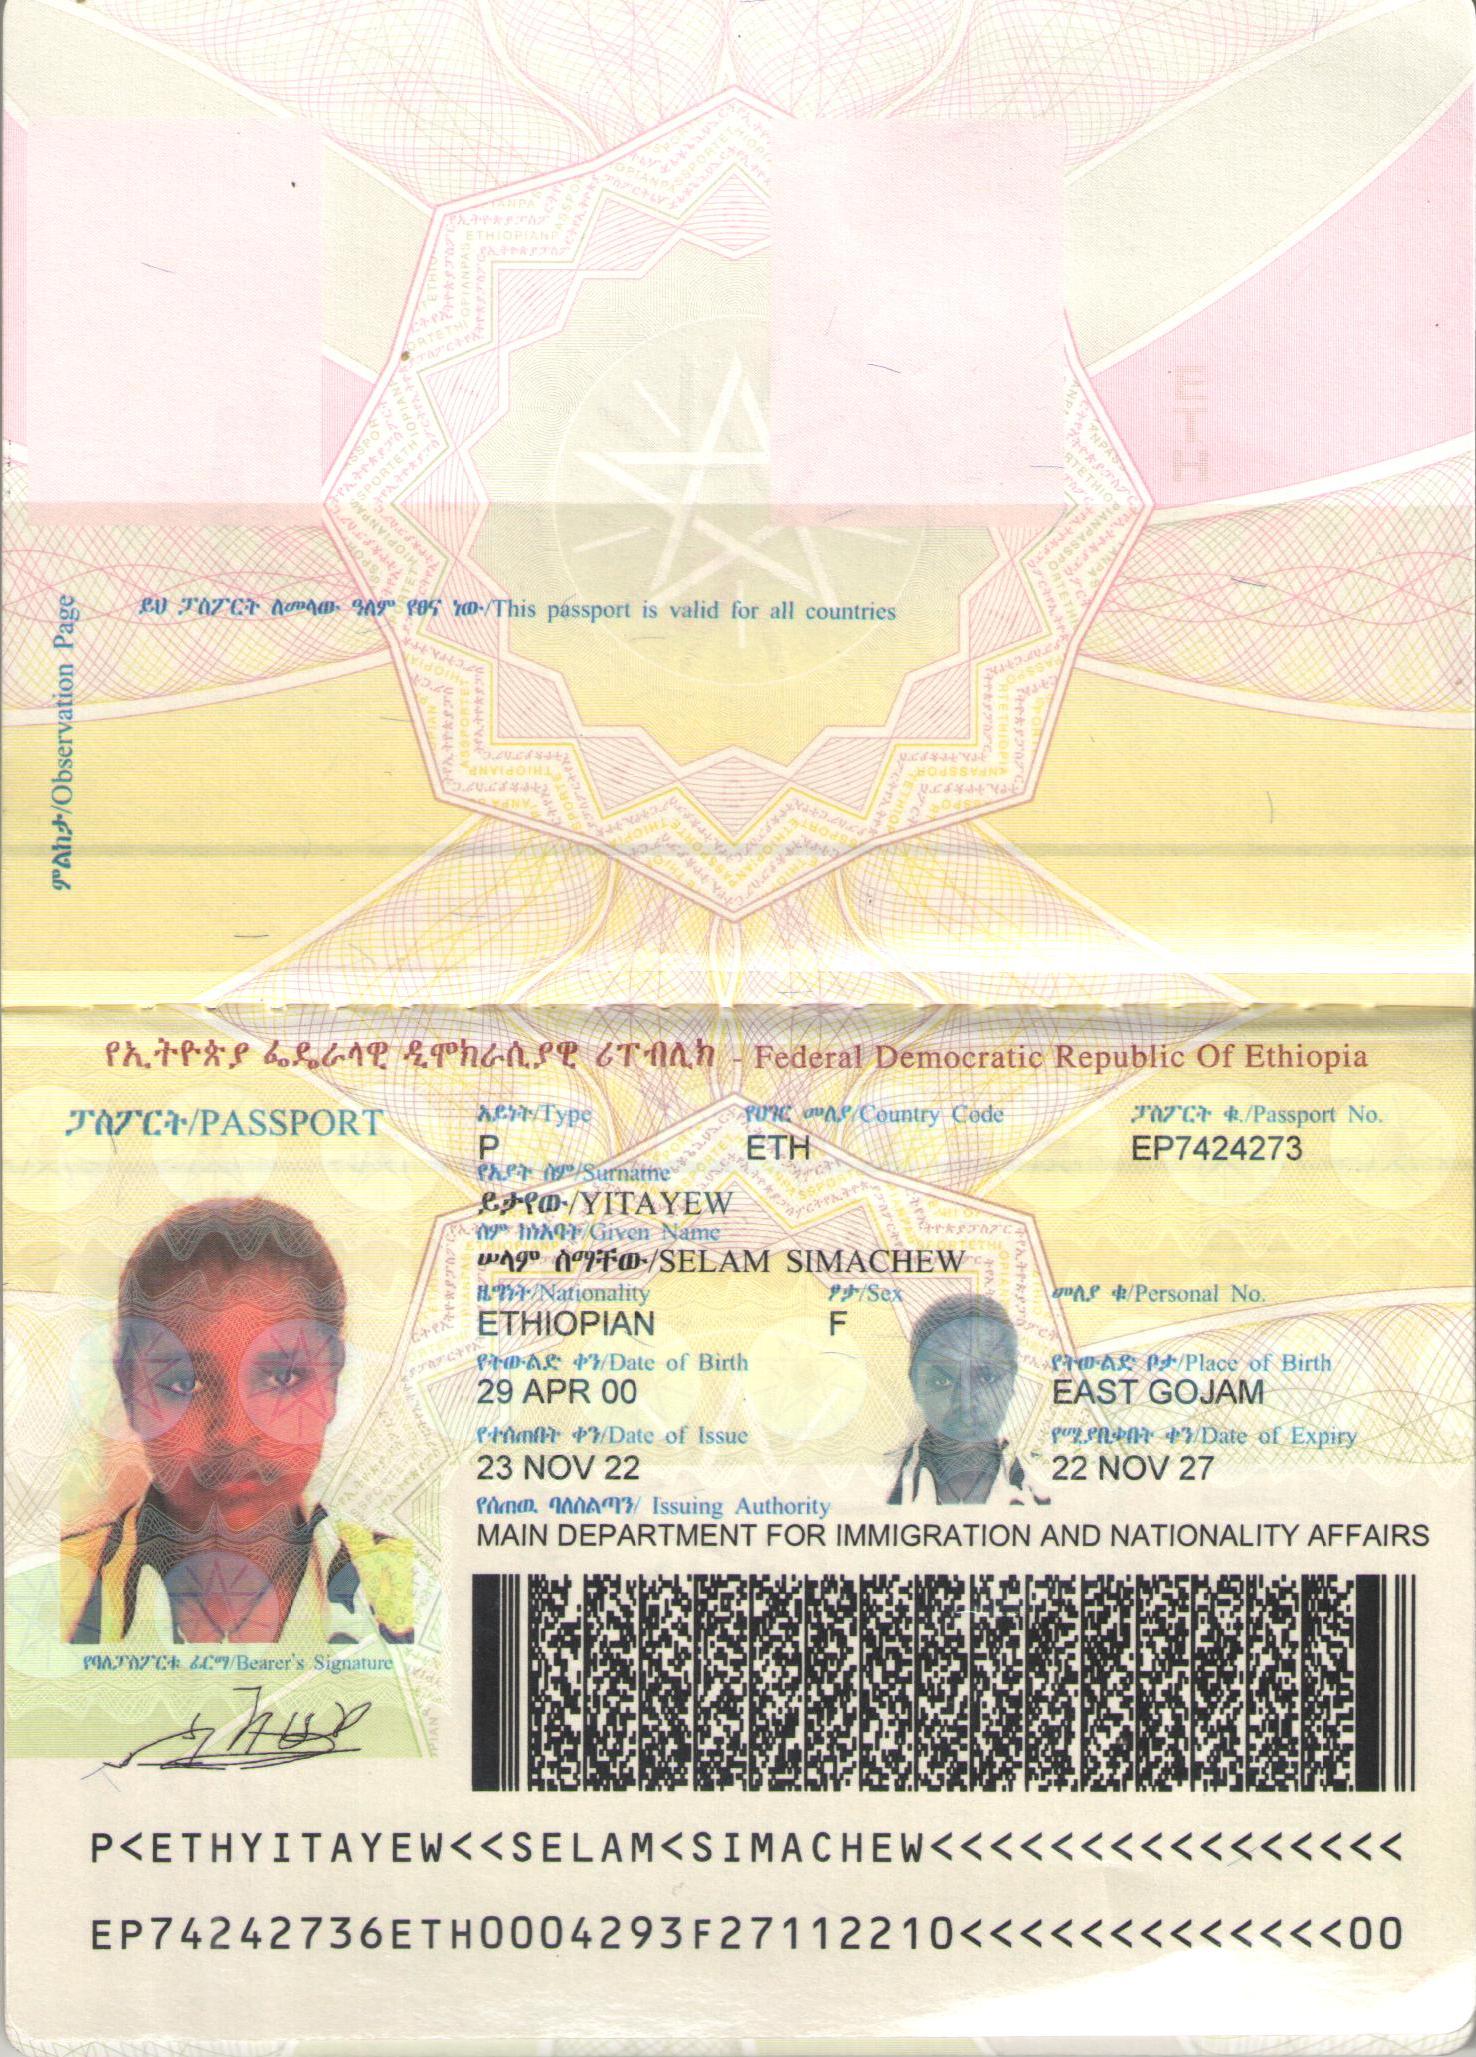 ይህ ፓስፖርት ለመላው ዓለም የፀና ነው/This passport is valid for all countries
ምልከታ/Observation Page
ETH
የኢትዮጵያ ፌዴራላዊ ዲሞክራሲያዊ ሪፐብሊክ - Federal Democratic Republic Of Ethiopia
ፓስፖርት/PASSPORT
አይነት/Type
P
የሀገር መለያ/Country Code
ETH
ፓስፖርት ቁ./Passport No.
EP7424273
የአያት ስም/Surname
ይታየው/YITAYEW
ስም ከነአባት/Given Name
ሠላም ስማቸው/SELAM SIMACHEW
ዜግነት/Nationality
ETHIOPIAN
ፆታ/Sex
F
መለያ ቁ/Personal No.
የትውልድ ቀን/Date of Birth
29 APR 00
የትውልድ ቦታ/Place of Birth
EAST GOJAM
የተሰጠበት ቀን/Date of Issue
23 NOV 22
የሚያበቃበት ቀን/Date of Expiry
22 NOV 27
የሰጠዉ ባለስልጣን/ Issuing Authority
MAIN DEPARTMENT FOR IMMIGRATION AND NATIONALITY AFFAIRS
የባለፓስፖርቱ ፊርማ/Bearer's Signature
P<ETHYITAYEW<<SELAM<SIMACHEW<<<<<<<<<<<<<<<<
EP74242736ETH0004293F27112210<<<<<<<<<<<<<00